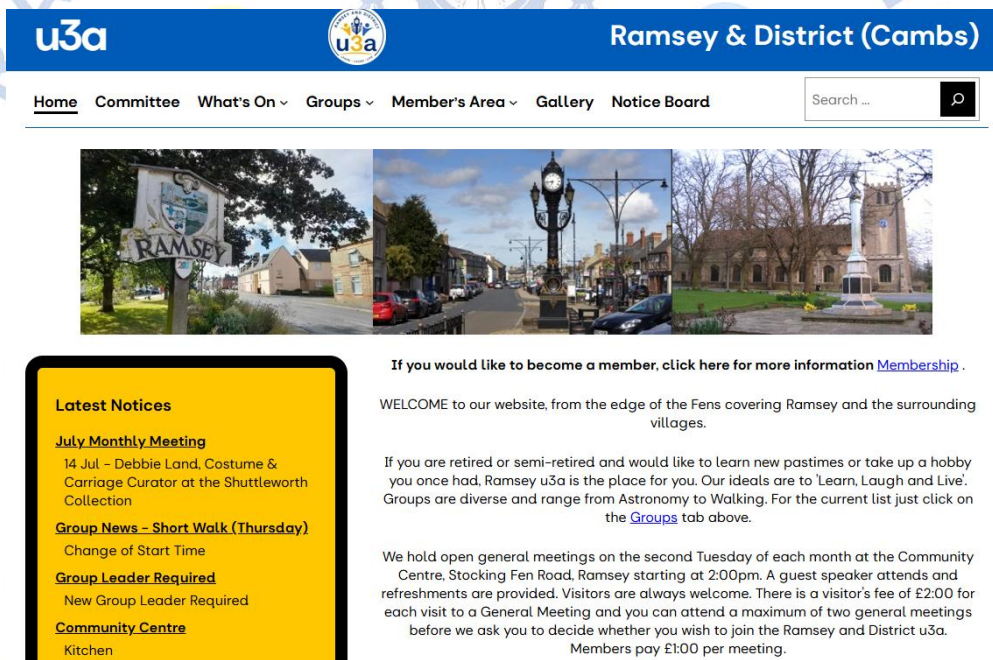 u3a
RAMSEY AND DISTRICT
u3a
LEARN LAUGH LIVE
Ramsey & District (Cambs)
Home Committee What's On Groups Member's Area Gallery Notice Board
Search ...
RAMSEY
If you would like to become a member, click here for more information Membership .
Latest Notices
July Monthly Meeting
14 Jul – Debbie Land, Costume &
Carriage Curator at the Shuttleworth
Collection
Group News – Short Walk (Thursday)
Change of Start Time
Group Leader Required
New Group Leader Required
Community Centre
Kitchen
WELCOME to our website, from the edge of the Fens covering Ramsey and the surrounding
villages.
If you are retired or semi-retired and would like to learn new pastimes or take up a hobby
you once had, Ramsey u3a is the place for you. Our ideals are to 'Learn, Laugh and Live'.
Groups are diverse and range from Astronomy to Walking. For the current list just click on
the Groups tab above.
We hold open general meetings on the second Tuesday of each month at the Community
Centre, Stocking Fen Road, Ramsey starting at 2:00pm. A guest speaker attends and
refreshments are provided. Visitors are always welcome. There is a visitor's fee of £2:00 for
each visit to a General Meeting and you can attend a maximum of two general meetings
before we ask you to decide whether you wish to join the Ramsey and District u3a.
Members pay £1:00 per meeting.